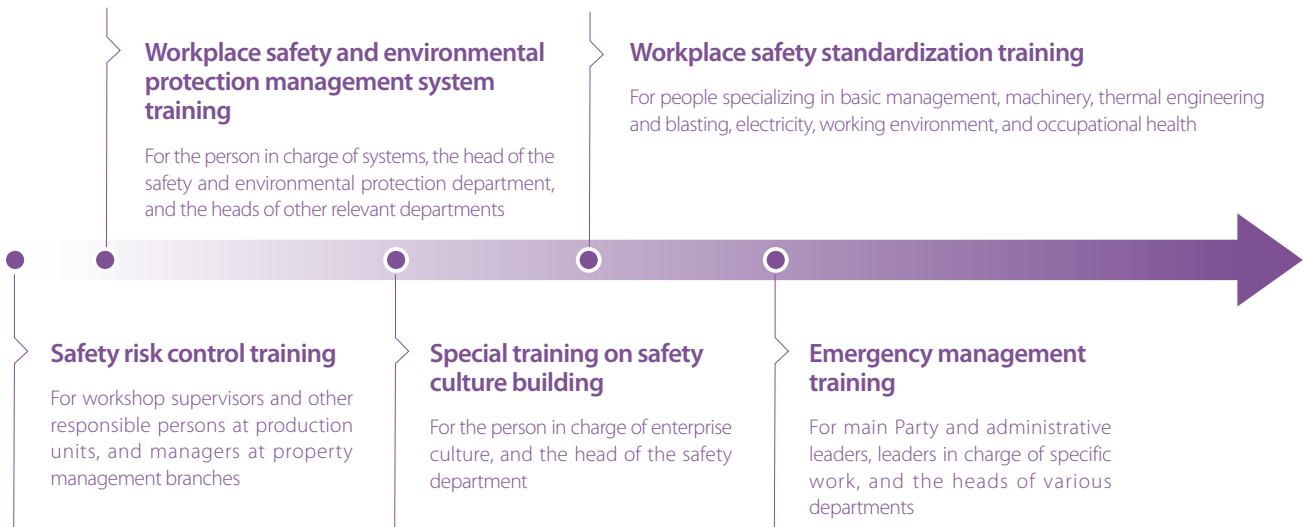 Workplace safety and environmental
protection management system
training
For the person in charge of systems, the head of the
safety and environmental protection department,
and the heads of other relevant departments
Workplace safety standardization training
For people specializing in basic management, machinery, thermal engineering
and blasting, electricity, working environment, and occupational health
Safety risk control training
For workshop supervisors and other
responsible persons at production
units, and managers at property
management branches
Special training on safety
culture building
For the person in charge of enterprise
culture, and the head of the safety
department
Emergency management
training
For main Party and administrative
leaders, leaders in charge of specific
work, and the heads of various
departments